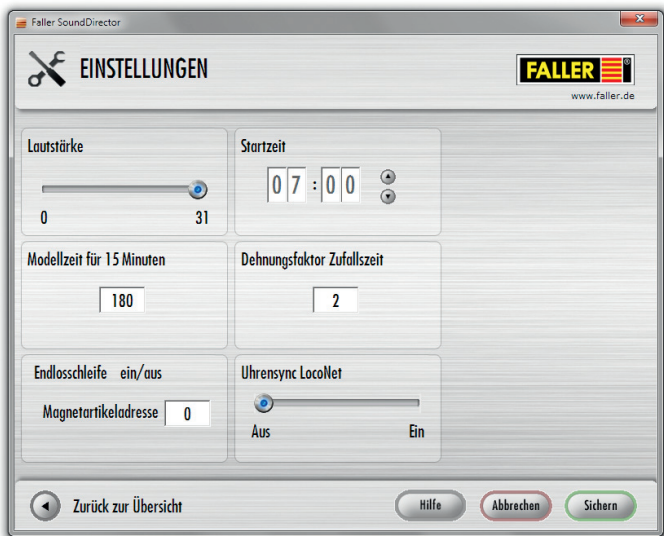 Faller SoundDirector
EINSTELLUNGEN
FALLER
www.faller.de
Lautstärke
0 31
Startzeit
07:00
Modellzeit für 15 Minuten
180
Dehnungsfaktor Zufallszeit
2
Endlosschleife ein/aus
Magnetartikeladresse 0
Uhrensync LocoNet
Aus Ein
Zurück zur Übersicht
Hilfe
Abbrechen
Sichern